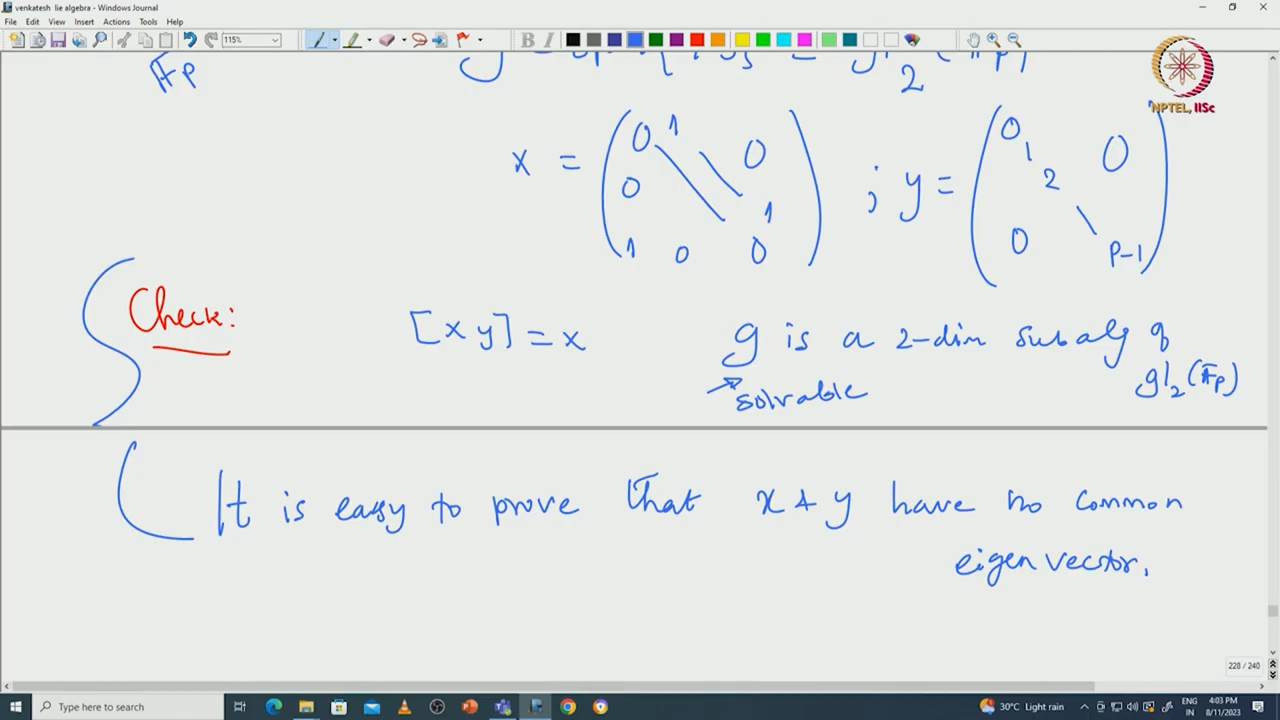 venkatesh lie algebra - Windows Journal
File Edit View Insert Actions Tools Help
115%
B I
NPTEL, IISc
𝔽p
gl2 (𝔽p)
x = ( 0 1 0 0 1 1 0 0 ) ; y = ( 0 1 2 0 0 p-1 )
Check:
[x y] = x g is a 2-dim subalg of
solvable gl2(𝔽p)
It is easy to prove that x & y have no common
eigen vector.
228 / 240
Type here to search
30°C Light rain
ENG
IN
4:03 PM
8/11/2023